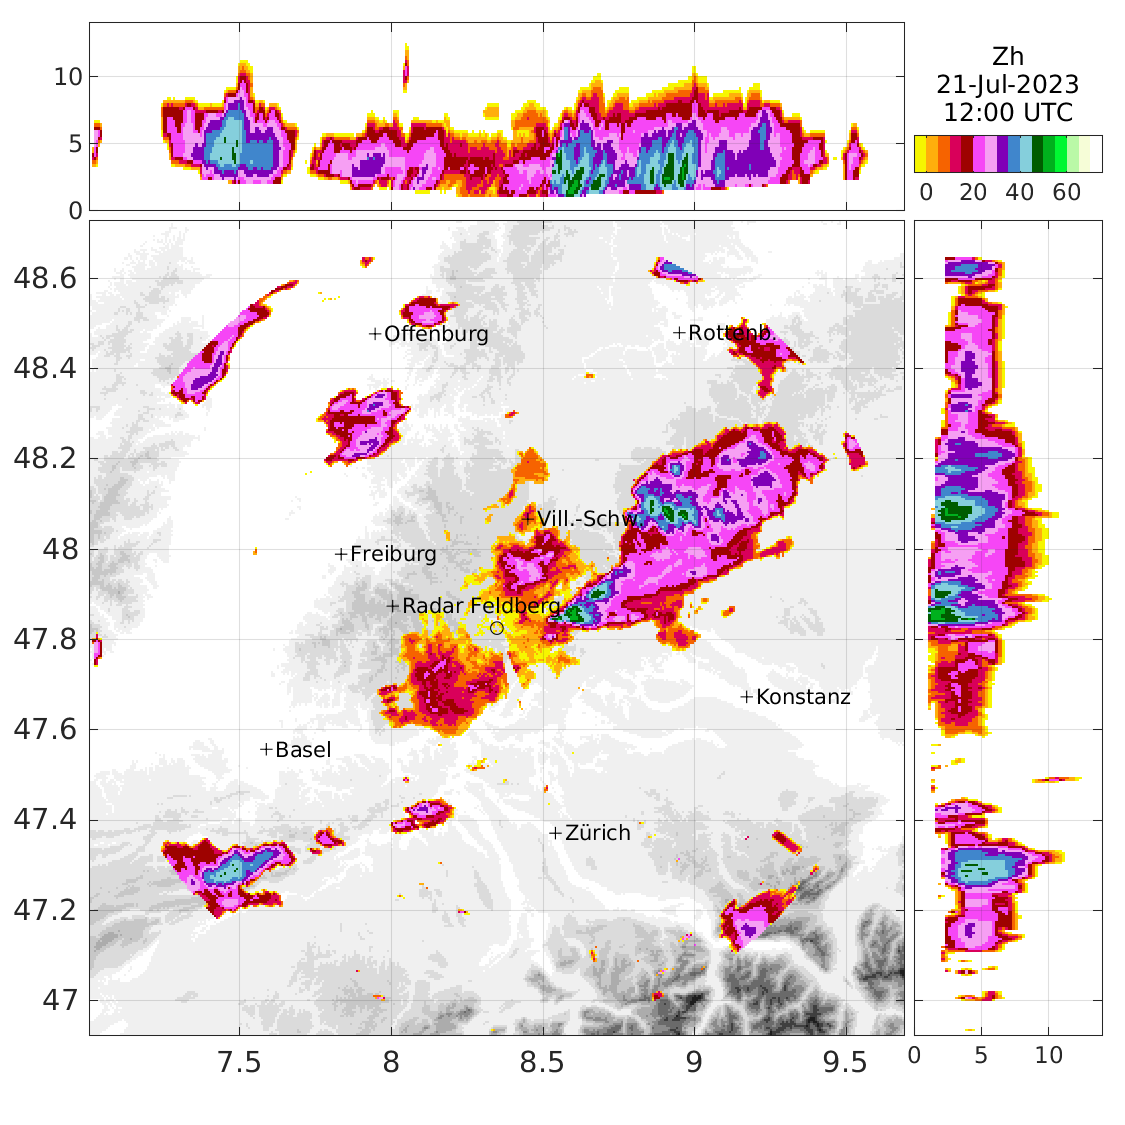 10
5
0
Zh
21-Jul-2023
12:00 UTC
0 20 40 60
48.6
48.4
48.2
48
47.8
47.6
47.4
47.2
47
+Offenburg
+Rottenb.
+Vill.-Schw.
+Freiburg
+Radar Feldberg
+Konstanz
+Basel
+Zürich
7.5 8 8.5 9 9.5
0 5 10